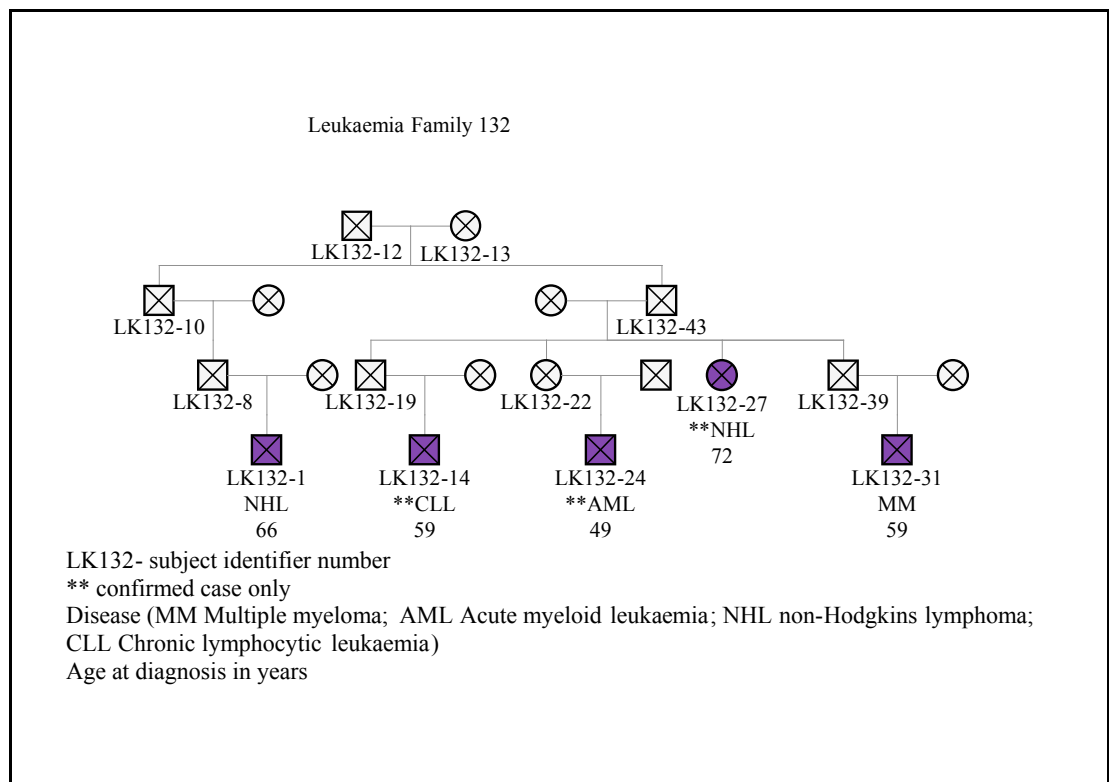 Leukaemia Family 132
LK132-12
LK132-13
LK132-10
LK132-43
LK132-8
LK132-19
LK132-22
LK132-27
**NHL
72
LK132-39
LK132-1
NHL
66
LK132-14
**CLL
59
LK132-24
**AML
49
LK132-31
MM
59
LK132- subject identifier number
** confirmed case only
Disease (MM Multiple myeloma; AML Acute myeloid leukaemia; NHL non-Hodgkins lymphoma;
CLL Chronic lymphocytic leukaemia)
Age at diagnosis in years